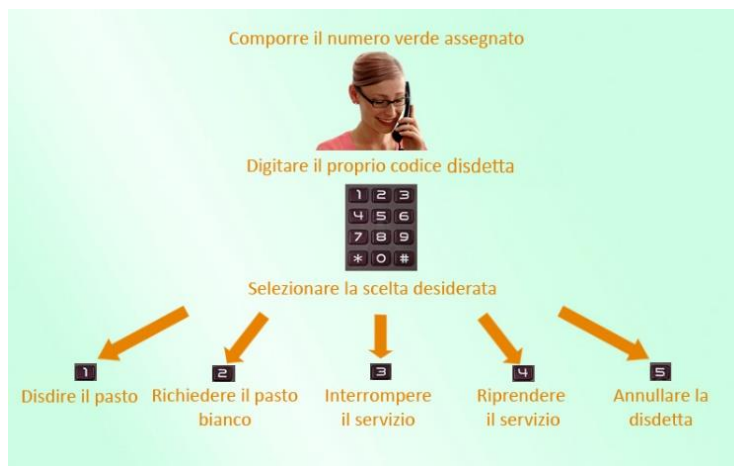 Comporre il numero verde assegnato
Digitare il proprio codice disdetta
1 2 3
4 5 6
7 8 9
* 0 #
Selezionare la scelta desiderata
1
Disdire il pasto
2
Richiedere il pasto
bianco
3
Interrompere
il servizio
4
Riprendere
il servizio
5
Annullare la
disdetta